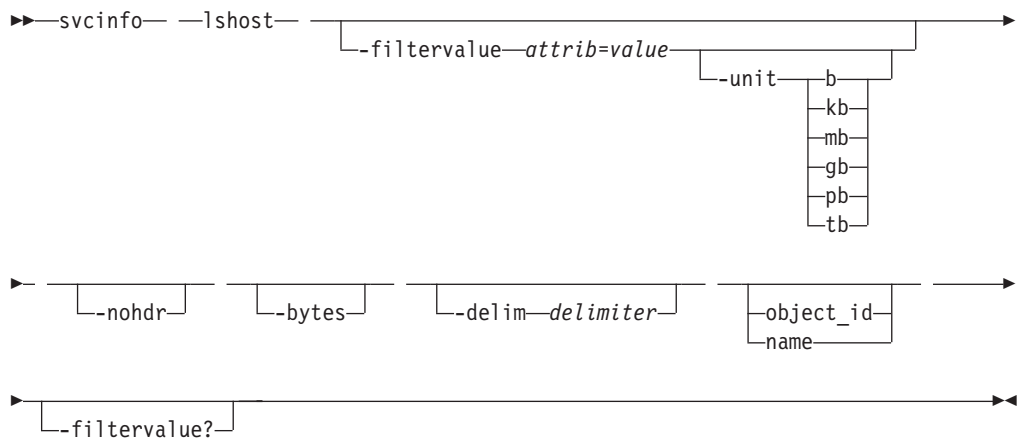 svcinfo lshost
-filtervalue attrib=value
-unit b
kb
mb
gb
pb
tb
-nohdr -bytes -delim delimiter object_id
name
-filtervalue?